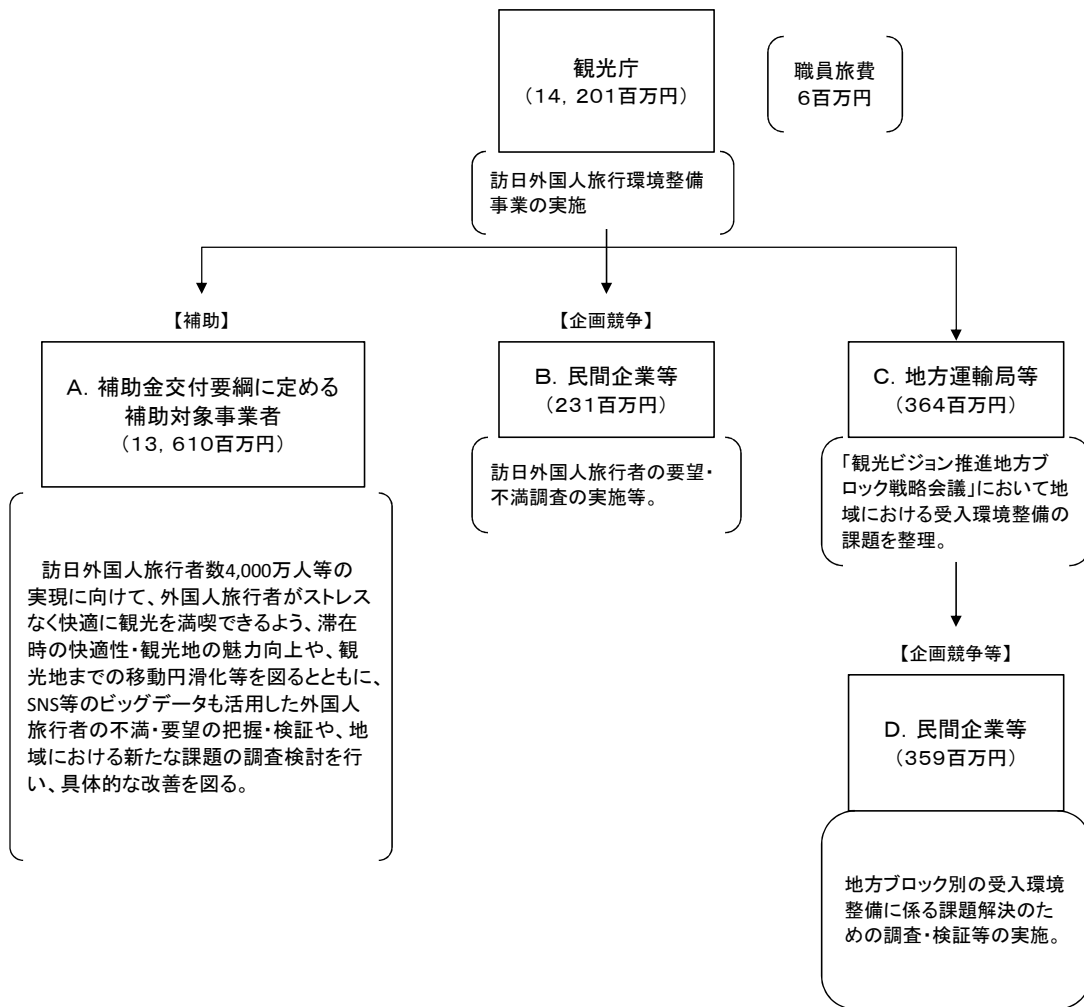 観光庁
（14，201百万円）
職員旅費
6百万円
訪日外国人旅行環境整備
事業の実施
【補助】
A．補助金交付要綱に定める
補助対象事業者
（13，610百万円）
訪日外国人旅行者数4,000万人等の
実現に向けて、外国人旅行者がストレス
なく快適に観光を満喫できるよう、滞在
時の快適性・観光地の魅力向上や、観
光地までの移動円滑化等を図るとともに、
SNS等のビッグデータも活用した外国人
旅行者の不満・要望の把握・検証や、地
域における新たな課題の調査検討を行
い、具体的な改善を図る。
【企画競争】
B．民間企業等
（231百万円）
訪日外国人旅行者の要望・
不満調査の実施等。
C．地方運輸局等
（364百万円）
「観光ビジョン推進地方ブ
ロック戦略会議」において地
域における受入環境整備の
課題を整理。
【企画競争等】
D．民間企業等
（359百万円）
地方ブロック別の受入環境
整備に係る課題解決のた
めの調査・検証等の実施。